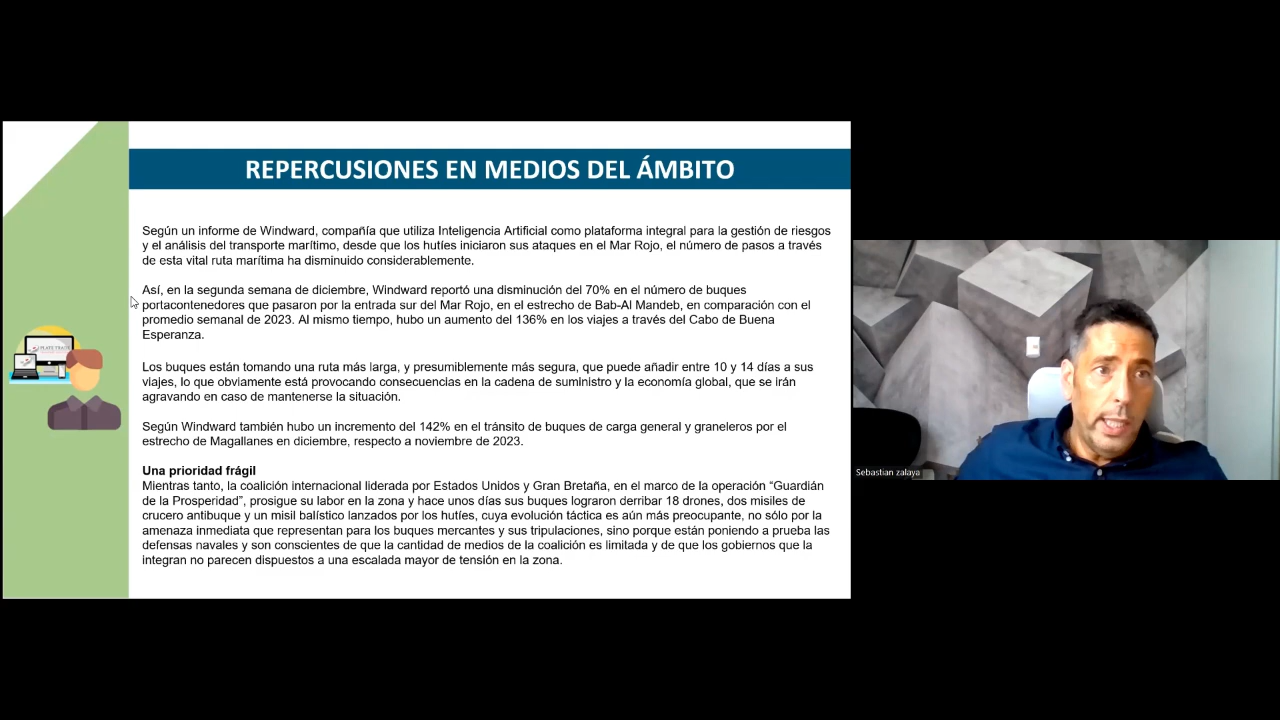 REPERCUSIONES EN MEDIOS DEL ÁMBITO
Según un informe de Windward, compañía que utiliza Inteligencia Artificial como plataforma integral para la gestión de riesgos
y el análisis del transporte marítimo, desde que los hutíes iniciaron sus ataques en el Mar Rojo, el número de pasos a través
de esta vital ruta marítima ha disminuido considerablemente.
Así, en la segunda semana de diciembre, Windward reportó una disminución del 70% en el número de buques
portacontenedores que pasaron por la entrada sur del Mar Rojo, en el estrecho de Bab-Al Mandeb, en comparación con el
promedio semanal de 2023. Al mismo tiempo, hubo un aumento del 136% en los viajes a través del Cabo de Buena
Esperanza.
Los buques están tomando una ruta más larga, y presumiblemente más segura, que puede añadir entre 10 y 14 días a sus
viajes, lo que obviamente está provocando consecuencias en la cadena de suministro y la economía global, que se irán
agravando en caso de mantenerse la situación.
Según Windward también hubo un incremento del 142% en el tránsito de buques de carga general y graneleros por el
estrecho de Magallanes en diciembre, respecto a noviembre de 2023.
Una prioridad frágil
Mientras tanto, la coalición internacional liderada por Estados Unidos y Gran Bretaña, en el marco de la operación “Guardián
de la Prosperidad”, prosigue su labor en la zona y hace unos días sus buques lograron derribar 18 drones, dos misiles de
crucero antibuque y un misil balístico lanzados por los hutíes, cuya evolución táctica es aún más preocupante, no sólo por la
amenaza inmediata que representan para los buques mercantes y sus tripulaciones, sino porque están poniendo a prueba las
defensas navales y son conscientes de que la cantidad de medios de la coalición es limitada y de que los gobiernos que la
integran no parecen dispuestos a una escalada mayor de tensión en la zona.
Sebastian zalaya